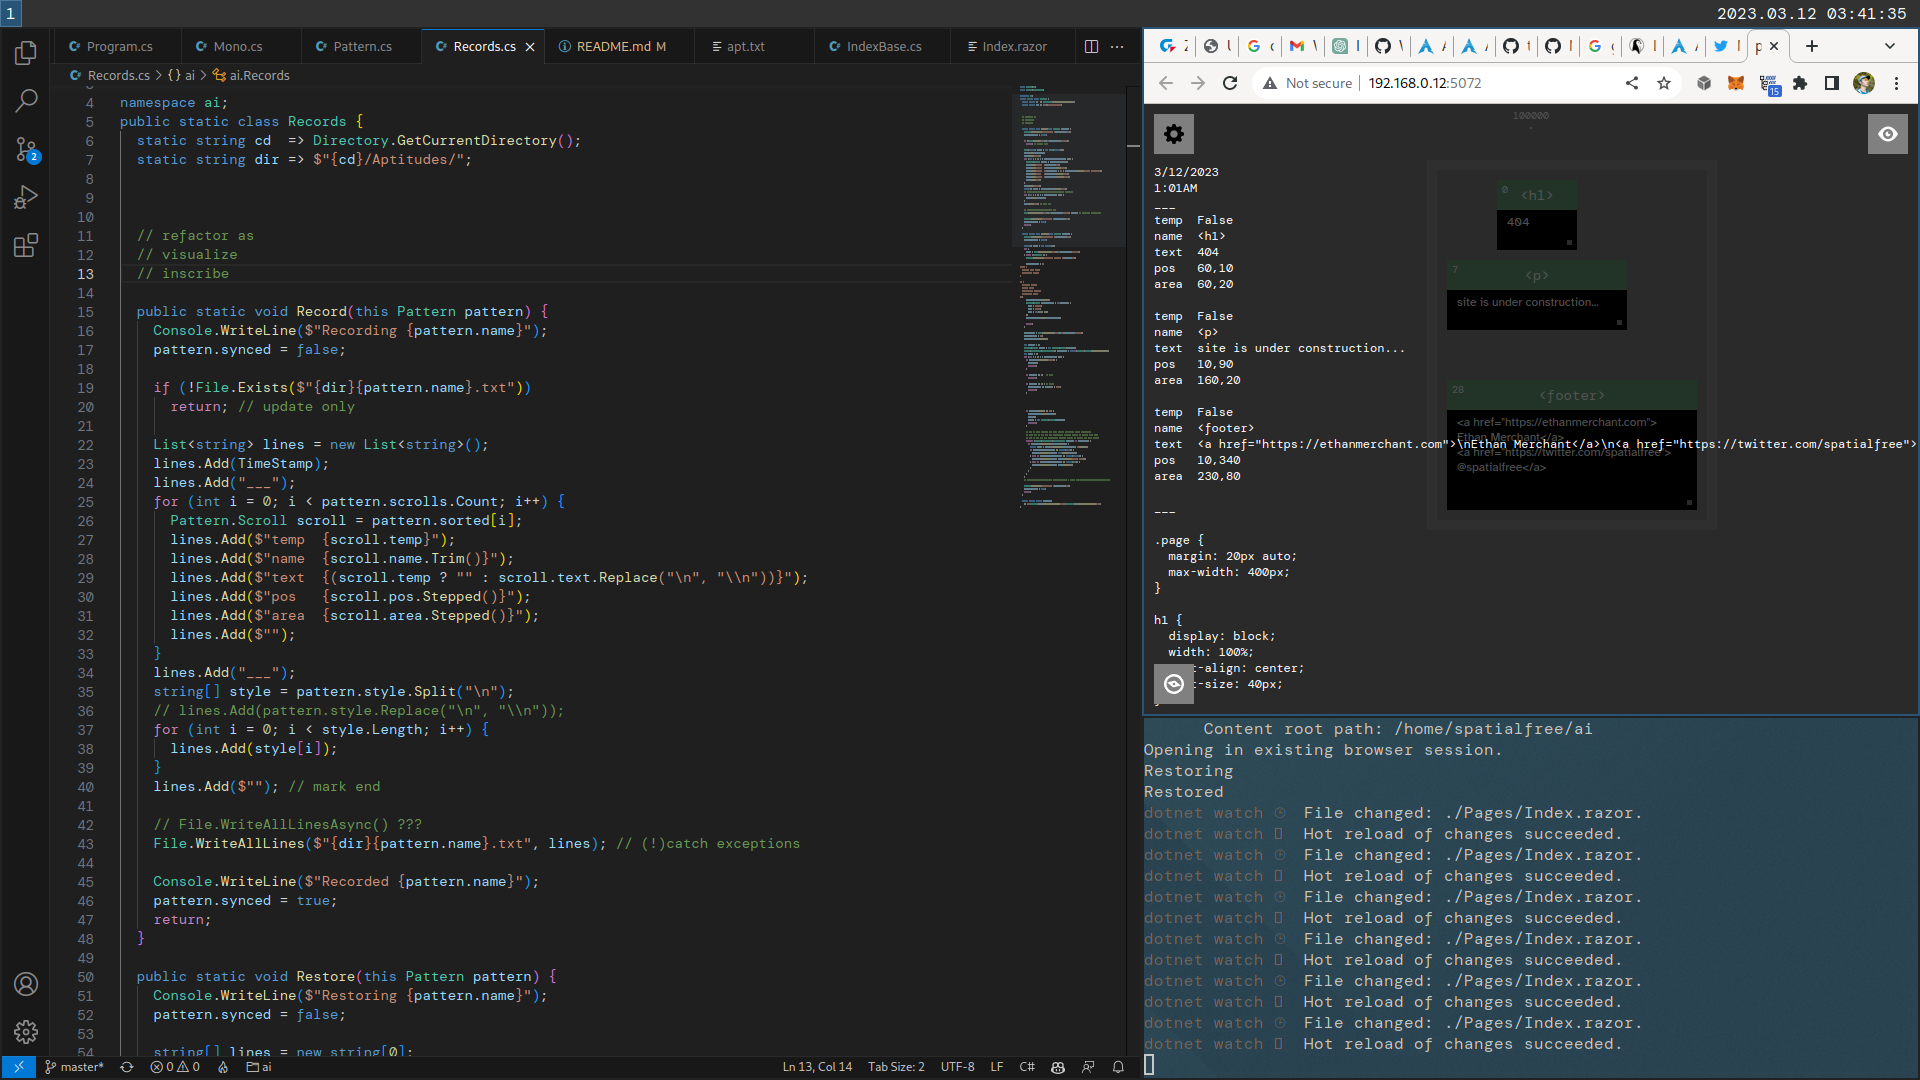 1
2023.03.12 03:41:35
Program.cs
Mono.cs
Pattern.cs
Records.cs
README.md M
apt.txt
IndexBase.cs
Index.razor
Records.cs > {} ai > ai.Records
4 namespace ai;
5 public static class Records {
6 static string cd  => Directory.GetCurrentDirectory();
7 static string dir => $"{cd}/Aptitudes/";
8
9
10
11 // refactor as
12 // visualize
13 // inscribe
14
15 public static void Record(this Pattern pattern) {
16 Console.WriteLine($"Recording {pattern.name}");
17 pattern.synced = false;
18
19 if (!File.Exists($"{dir}{pattern.name}.txt"))
20 return; // update only
21
22 List<string> lines = new List<string>();
23 lines.Add(TimeStamp);
24 lines.Add("___");
25 for (int i = 0; i < pattern.scrolls.Count; i++) {
26 Pattern.Scroll scroll = pattern.sorted[i];
27 lines.Add($"temp  {scroll.temp}");
28 lines.Add($"name  {scroll.name.Trim()}");
29 lines.Add($"text  {(scroll.temp ? "" : scroll.text.Replace("\n", "\\n"))}");
30 lines.Add($"pos   {scroll.pos.Stepped()}");
31 lines.Add($"area  {scroll.area.Stepped()}");
32 lines.Add($"");
33 }
34 lines.Add("___");
35 string[] style = pattern.style.Split("\n");
36 // lines.Add(pattern.style.Replace("\n", "\\n"));
37 for (int i = 0; i < style.Length; i++) {
38 lines.Add(style[i]);
39 }
40 lines.Add($""); // mark end
41
42 // File.WriteAllLinesAsync() ???
43 File.WriteAllLines($"{dir}{pattern.name}.txt", lines); // (!)catch exceptions
44
45 Console.WriteLine($"Recorded {pattern.name}");
46 pattern.synced = true;
47 return;
48 }
49
50 public static void Restore(this Pattern pattern) {
51 Console.WriteLine($"Restoring {pattern.name}");
52 pattern.synced = false;
53
54 string[] lines = new string[0];
2
master*
0 0
ai
Ln 13, Col 14
Tab Size: 2
UTF-8
LF
C#
Not secure
192.168.0.12:5072
15
100000
3/12/2023
1:01AM
___
temp  False
name  <h1>
text  404
pos   60,10
area  60,20
temp  False
name  <p>
text  site is under construction...
pos   10,90
area  160,20
temp  False
name  <footer>
text  <a href="https://ethanmerchant.com">\nEthan Merchant</a>\n<a href="https://twitter.com/spatialfree">
pos   10,340
area  230,80
___
.page {
margin: 20px auto;
max-width: 400px;
}
h1 {
display: block;
width: 100%;
t-align: center;
t-size: 40px;
0
<h1>
404
7
<p>
site is under construction...
28
<footer>
<a href="https://ethanmerchant.com">
Ethan Merchant</a>
<a href="https://twitter.com/spatialfree">
@spatialfree</a>
Content root path: /home/spatialfree/ai
Opening in existing browser session.
Restoring
Restored
dotnet watch File changed: ./Pages/Index.razor.
dotnet watch Hot reload of changes succeeded.
dotnet watch File changed: ./Pages/Index.razor.
dotnet watch Hot reload of changes succeeded.
dotnet watch File changed: ./Pages/Index.razor.
dotnet watch Hot reload of changes succeeded.
dotnet watch File changed: ./Pages/Index.razor.
dotnet watch Hot reload of changes succeeded.
dotnet watch File changed: ./Pages/Index.razor.
dotnet watch Hot reload of changes succeeded.
dotnet watch File changed: ./Pages/Index.razor.
dotnet watch Hot reload of changes succeeded.